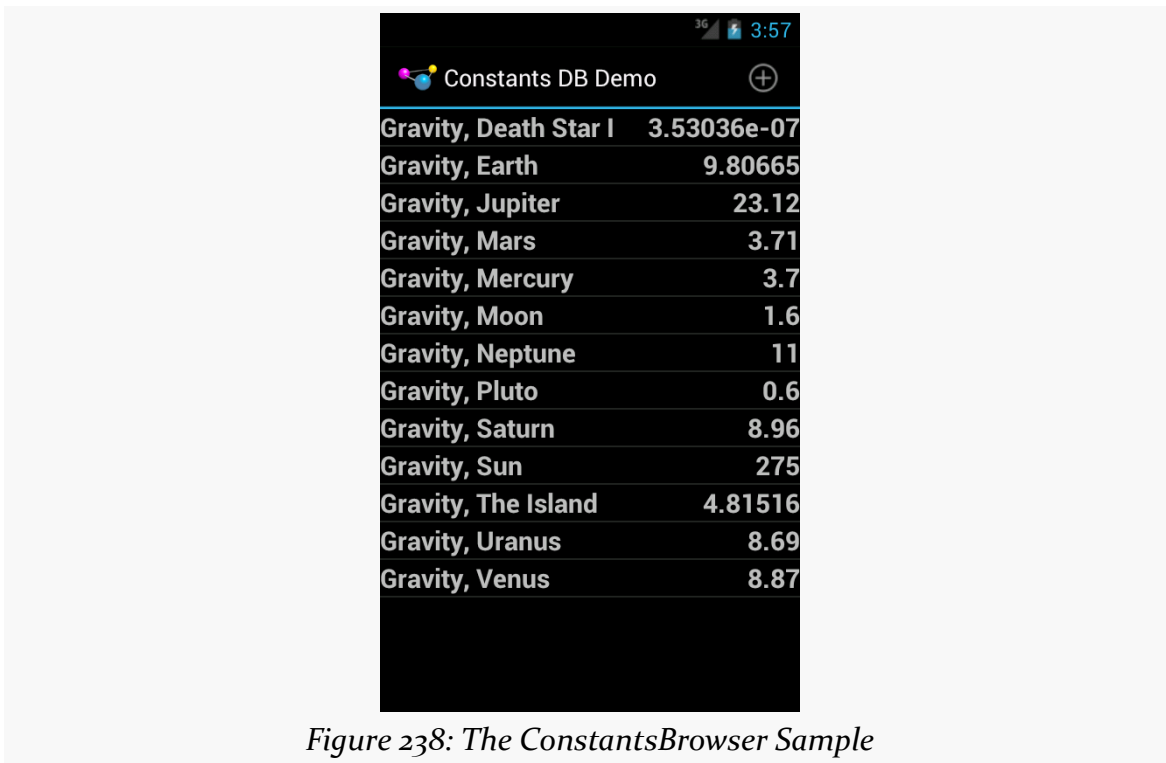 3G 3:57
Constants DB Demo
Gravity, Death Star I 3.53036e-07
Gravity, Earth 9.80665
Gravity, Jupiter 23.12
Gravity, Mars 3.71
Gravity, Mercury 3.7
Gravity, Moon 1.6
Gravity, Neptune 11
Gravity, Pluto 0.6
Gravity, Saturn 8.96
Gravity, Sun 275
Gravity, The Island 4.81516
Gravity, Uranus 8.69
Gravity, Venus 8.87
Figure 238: The ConstantsBrowser Sample